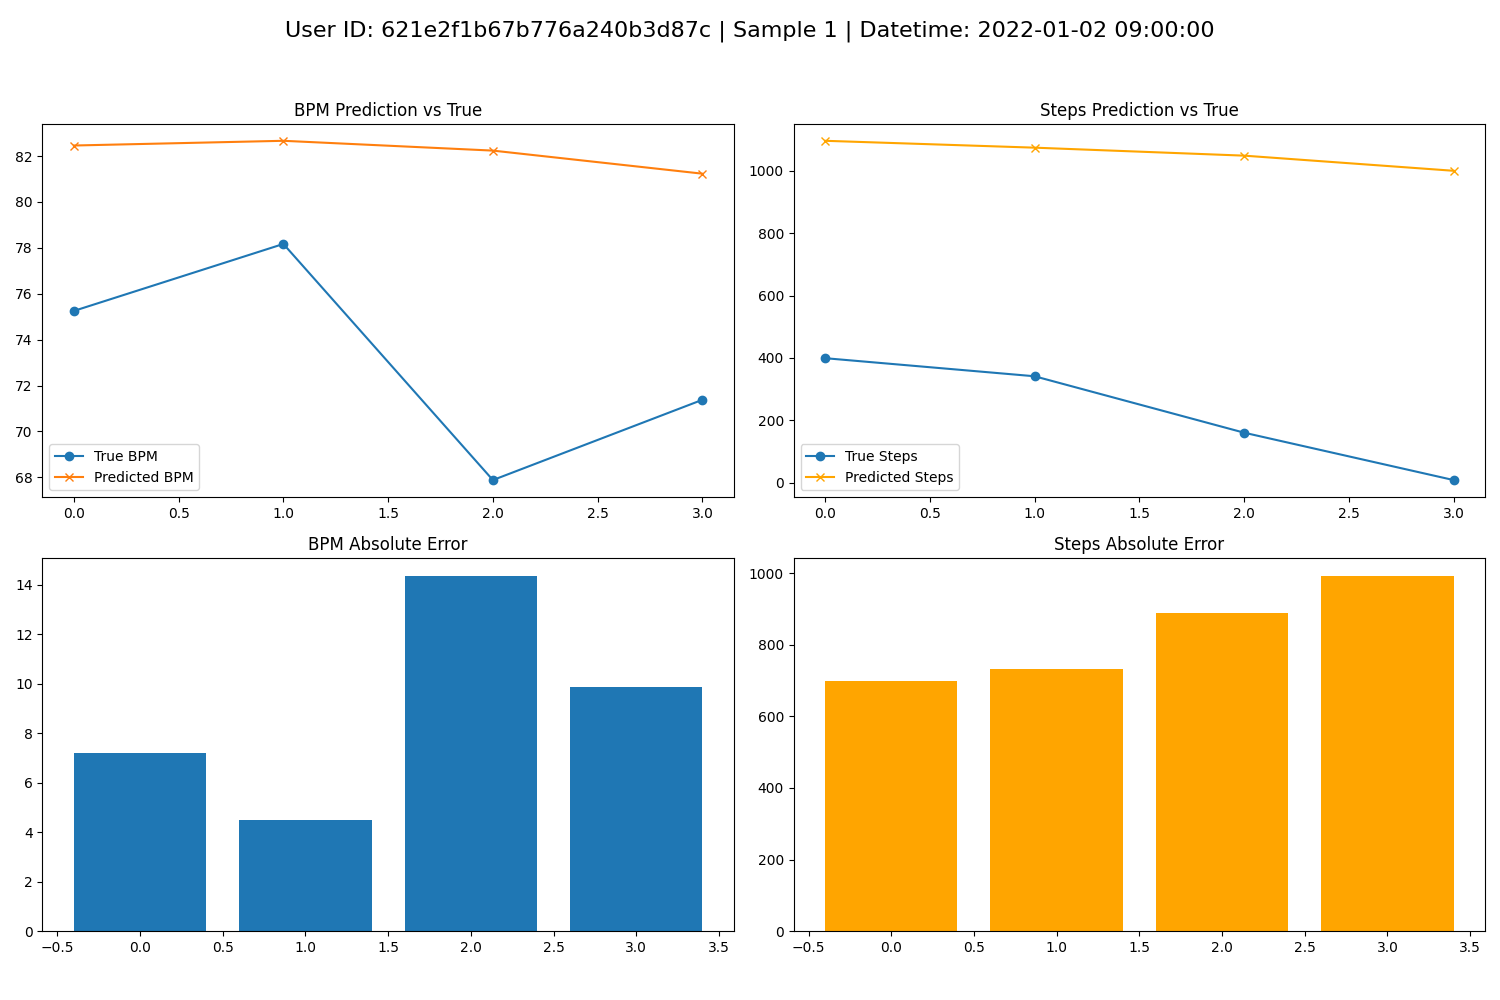 User ID: 621e2f1b67b776a240b3d87c | Sample 1 | Datetime: 2022-01-02 09:00:00
BPM Prediction vs True
82
80
78
76
74
72
70
68
True BPM
Predicted BPM
0.0 0.5 1.0 1.5 2.0 2.5 3.0
Steps Prediction vs True
1000
800
600
400
200
0
True Steps
Predicted Steps
0.0 0.5 1.0 1.5 2.0 2.5 3.0
BPM Absolute Error
14
12
10
8
6
4
2
0
−0.5 0.0 0.5 1.0 1.5 2.0 2.5 3.0 3.5
Steps Absolute Error
1000
800
600
400
200
0
−0.5 0.0 0.5 1.0 1.5 2.0 2.5 3.0 3.5